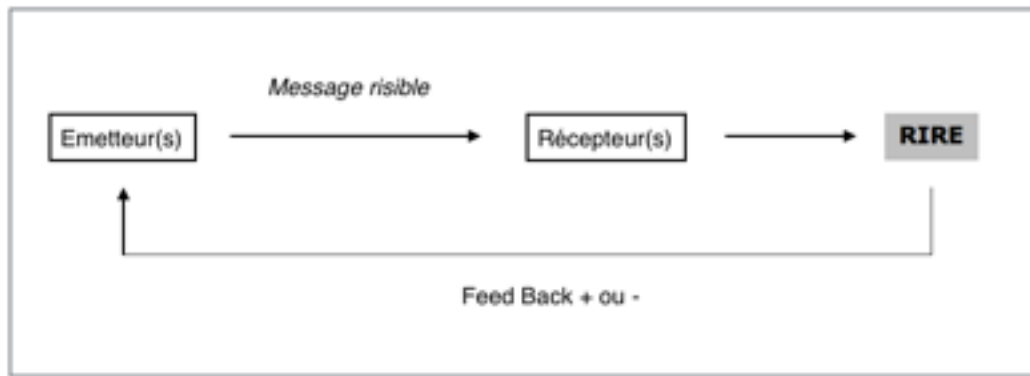 Message risible
Emetteur(s)
Récepteur(s)
RIRE
Feed Back + ou -